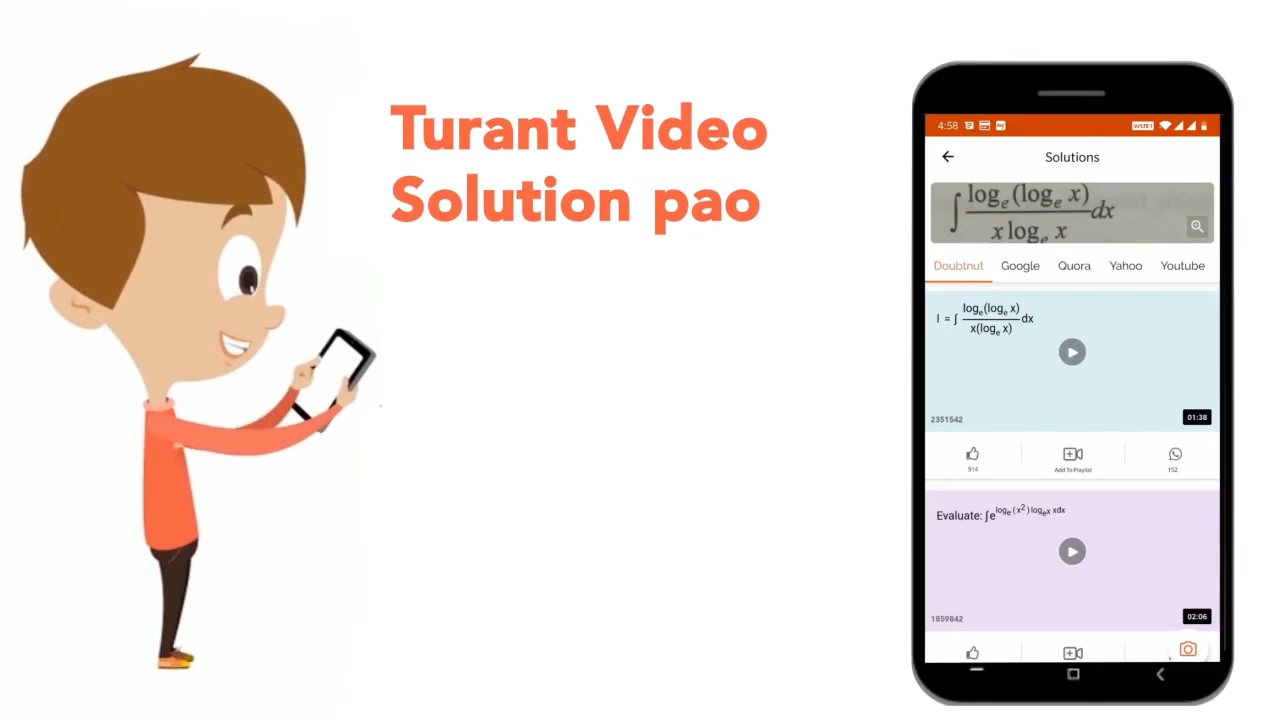 Turant Video
Solution pao
4:58
VoLTE1
Solutions
∫ logₑ(logₑ x) / x logₑ x dx
Doubtnut Google Quora Yahoo Youtube
I = ∫ logₑ(logₑ x) / x(logₑ x) dx
2351542 01:38
914 Add To Playlist 152
Evaluate: ∫e^logₑ(x²)logₑx xdx
1859842 02:06